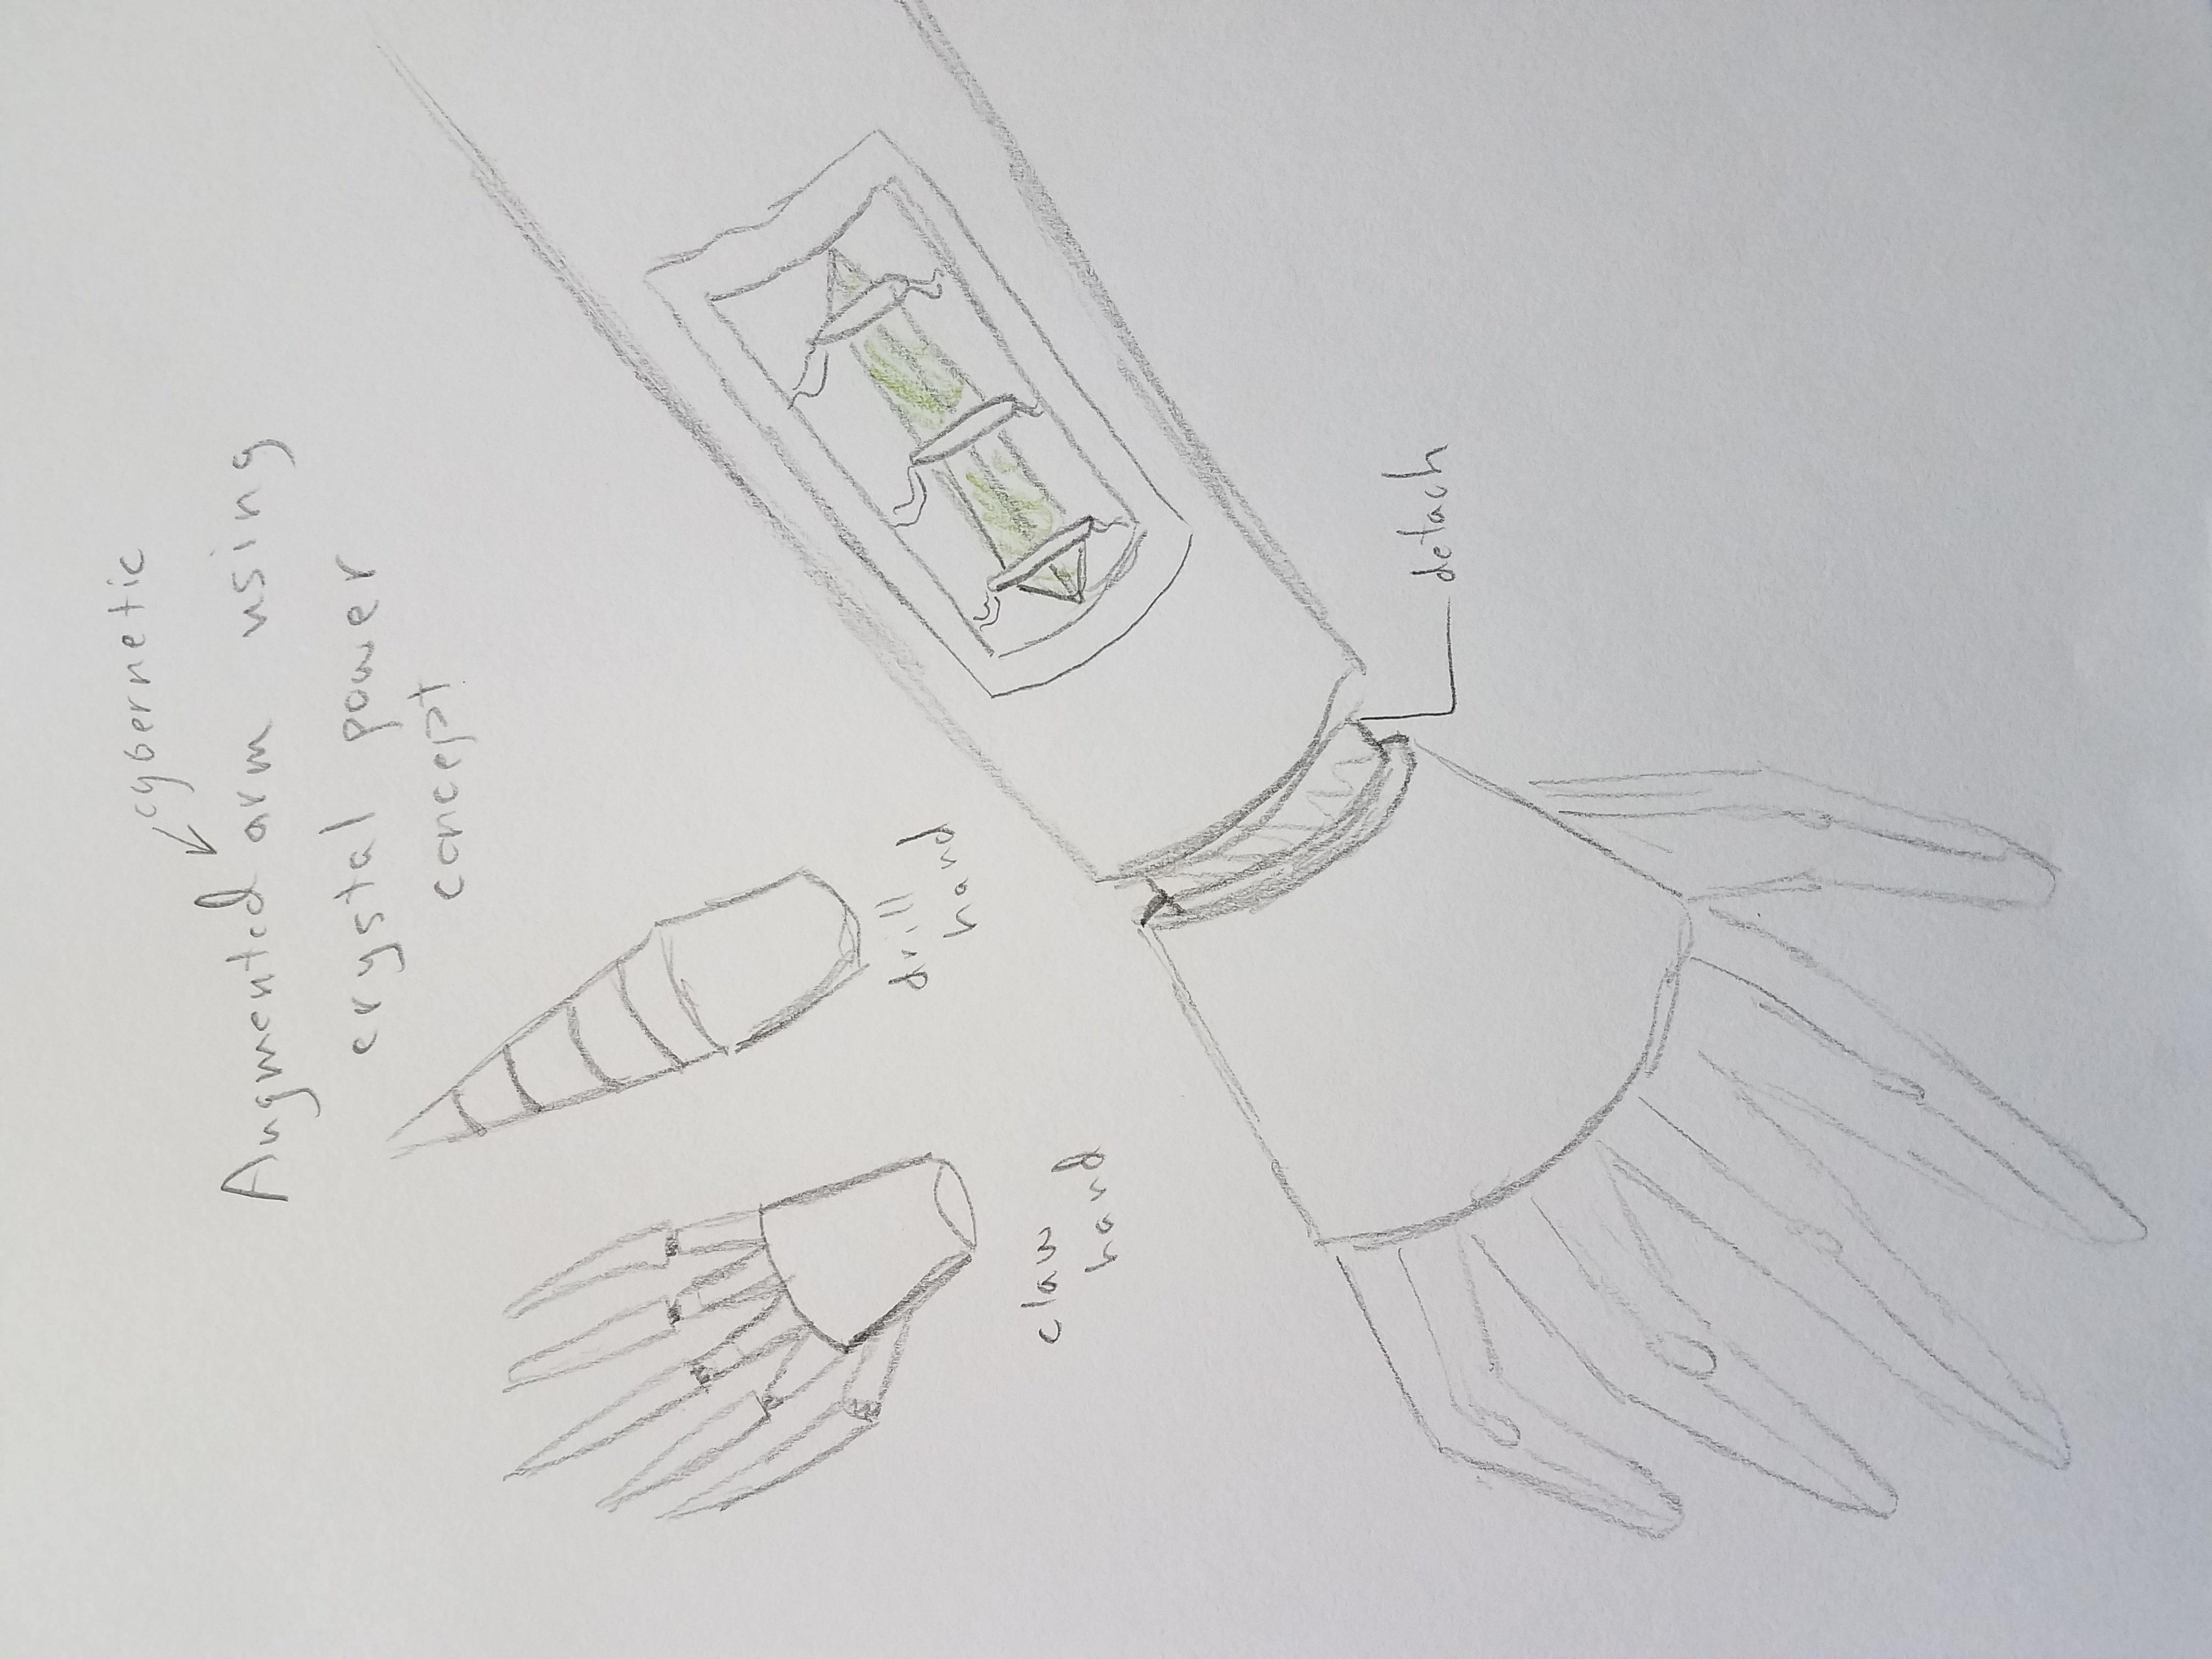 cybernetic
Augmented arm using
crystal power
concept
drill
hand
claw
hand
detach